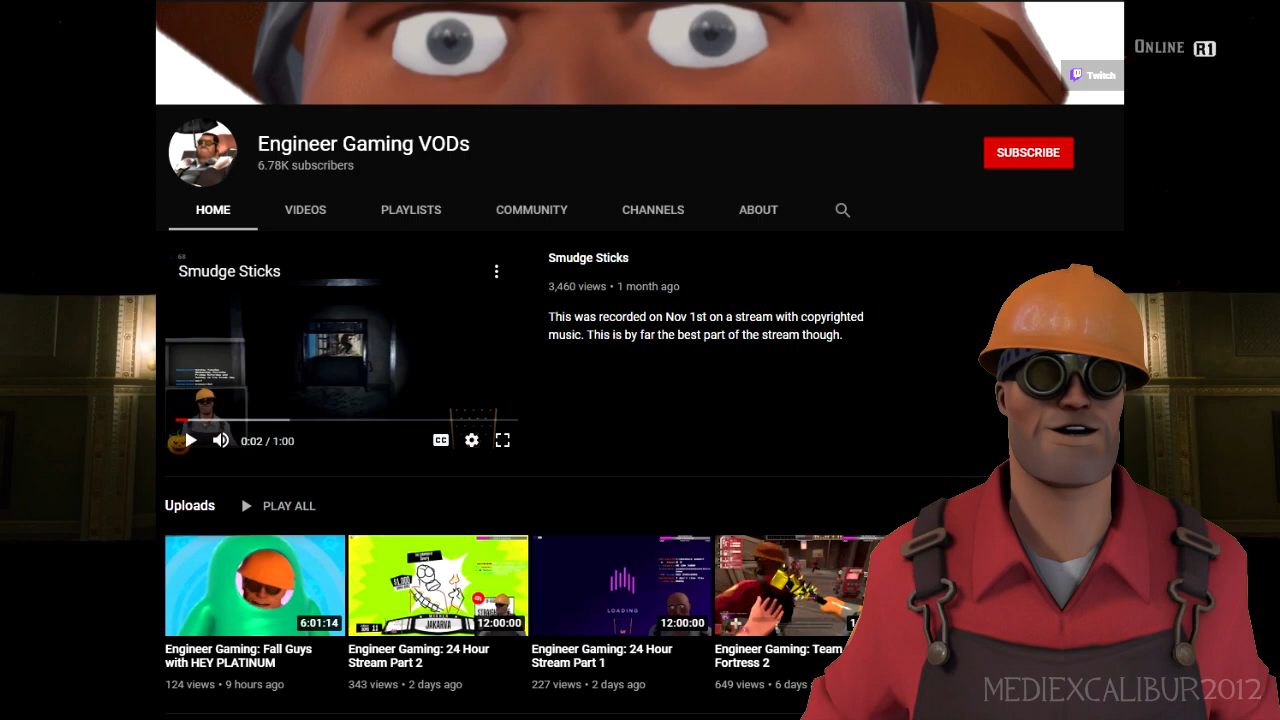 ONLINE R1
Twitch
Engineer Gaming VODs
6.78K subscribers
SUBSCRIBE
HOME VIDEOS PLAYLISTS COMMUNITY CHANNELS ABOUT
68
Smudge Sticks
Smudge Sticks
3,460 views • 1 month ago
This was recorded on Nov 1st on a stream with copyrighted
music. This is by far the best part of the stream though.
0:02 / 1:00
CC
Uploads PLAY ALL
JAKARVA
LOADING
6:01:14
12:00:00
12:00:00
Engineer Gaming: Fall Guys
with HEY PLATINUM
124 views • 9 hours ago
Engineer Gaming: 24 Hour
Stream Part 2
343 views • 2 days ago
Engineer Gaming: 24 Hour
Stream Part 1
227 views • 2 days ago
Engineer Gaming: Team
Fortress 2
649 views • 6 days
MEDIEXCALIBUR2012